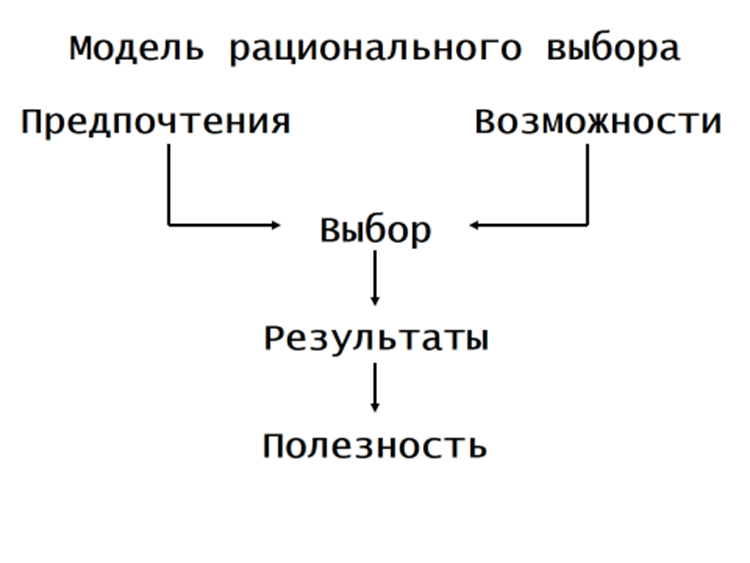 Модель рационального выбора
Предпочтения Возможности
Выбор
Результаты
Полезность